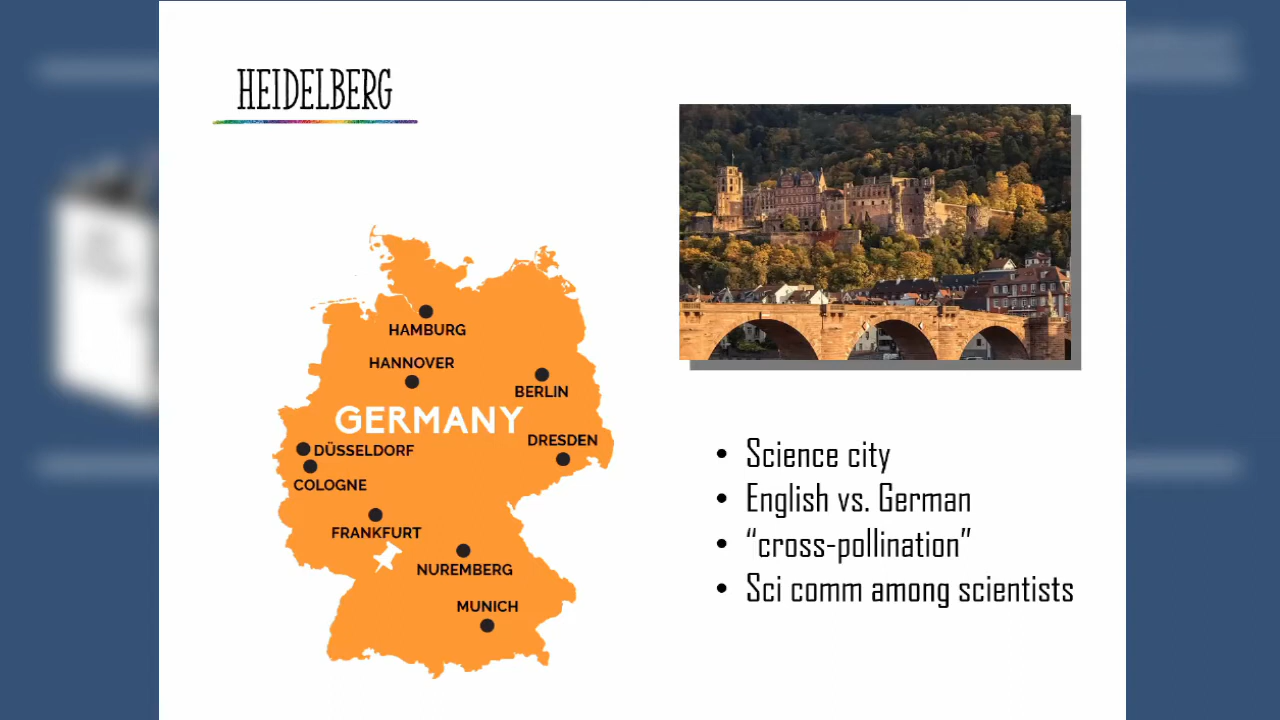 HEIDELBERG
HAMBURG
HANNOVER
BERLIN
GERMANY
DRESDEN
DÜSSELDORF
COLOGNE
FRANKFURT
NUREMBERG
MUNICH
• Science city
• English vs. German
• “cross-pollination”
• Sci comm among scientists